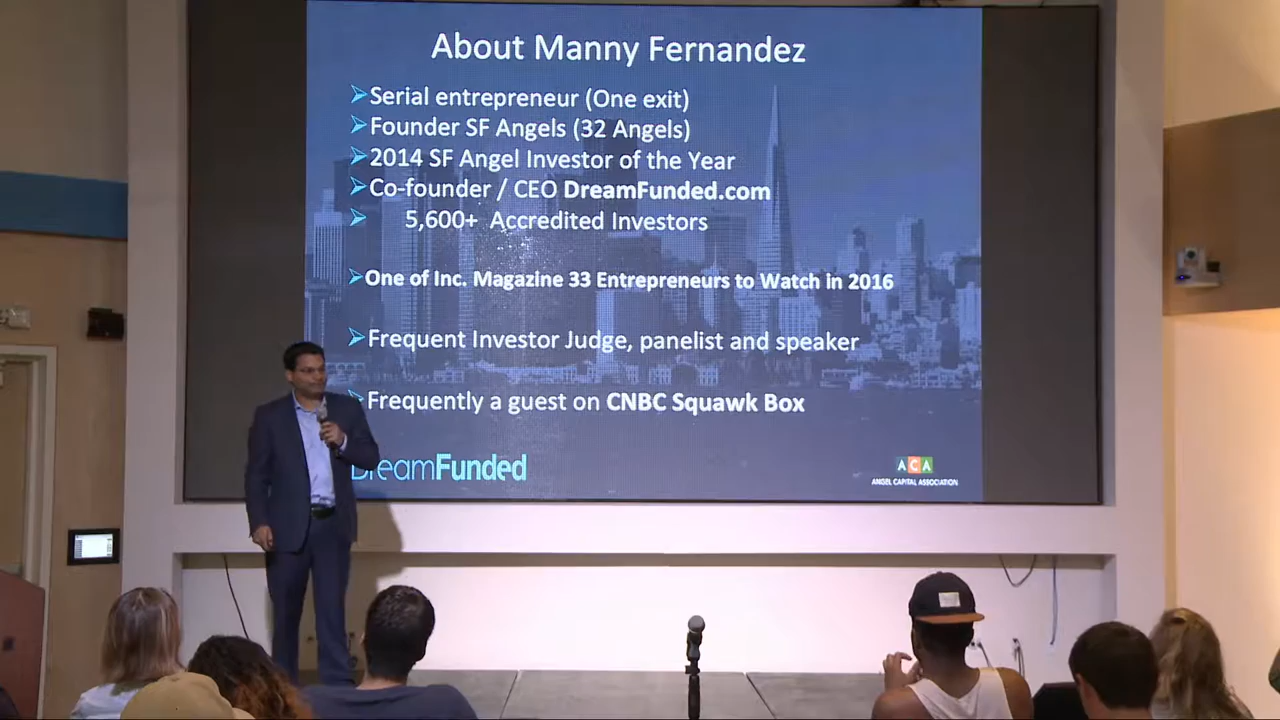 About Manny Fernandez
Serial entrepreneur (One exit)
Founder SF Angels (32 Angels)
2014 SF Angel Investor of the Year
Co-founder / CEO DreamFunded.com
5,600+ Accredited Investors
One of Inc. Magazine 33 Entrepreneurs to Watch in 2016
Frequent Investor Judge, panelist and speaker
Frequently a guest on CNBC Squawk Box
DreamFunded
ACA
ANGEL CAPITAL ASSOCIATION